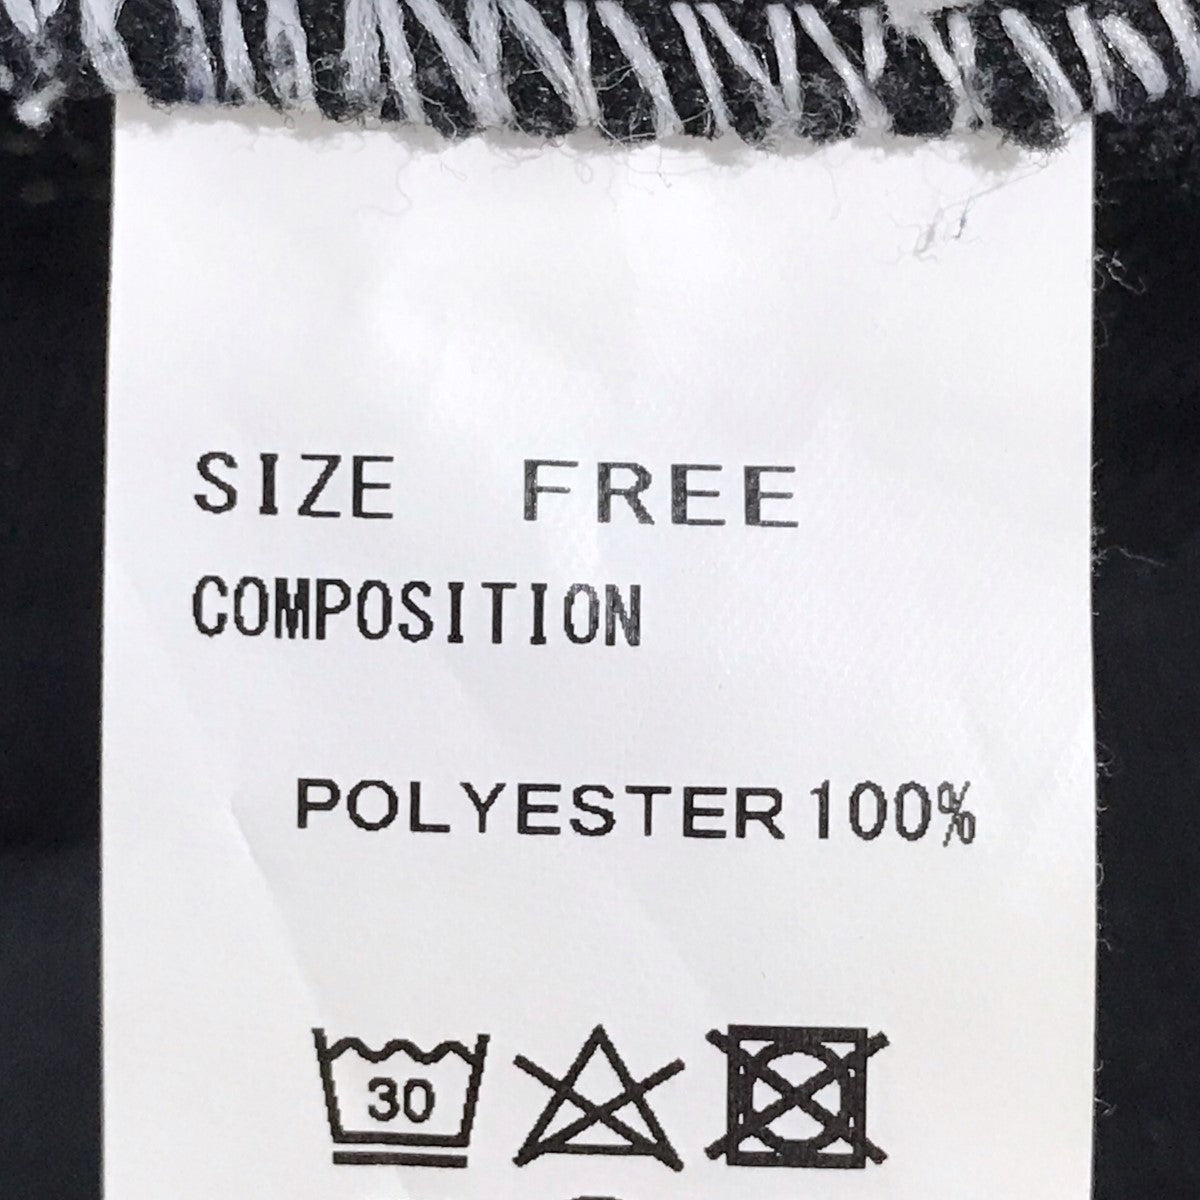 SIZE FREE
COMPOSITION
POLYESTER 100%
30